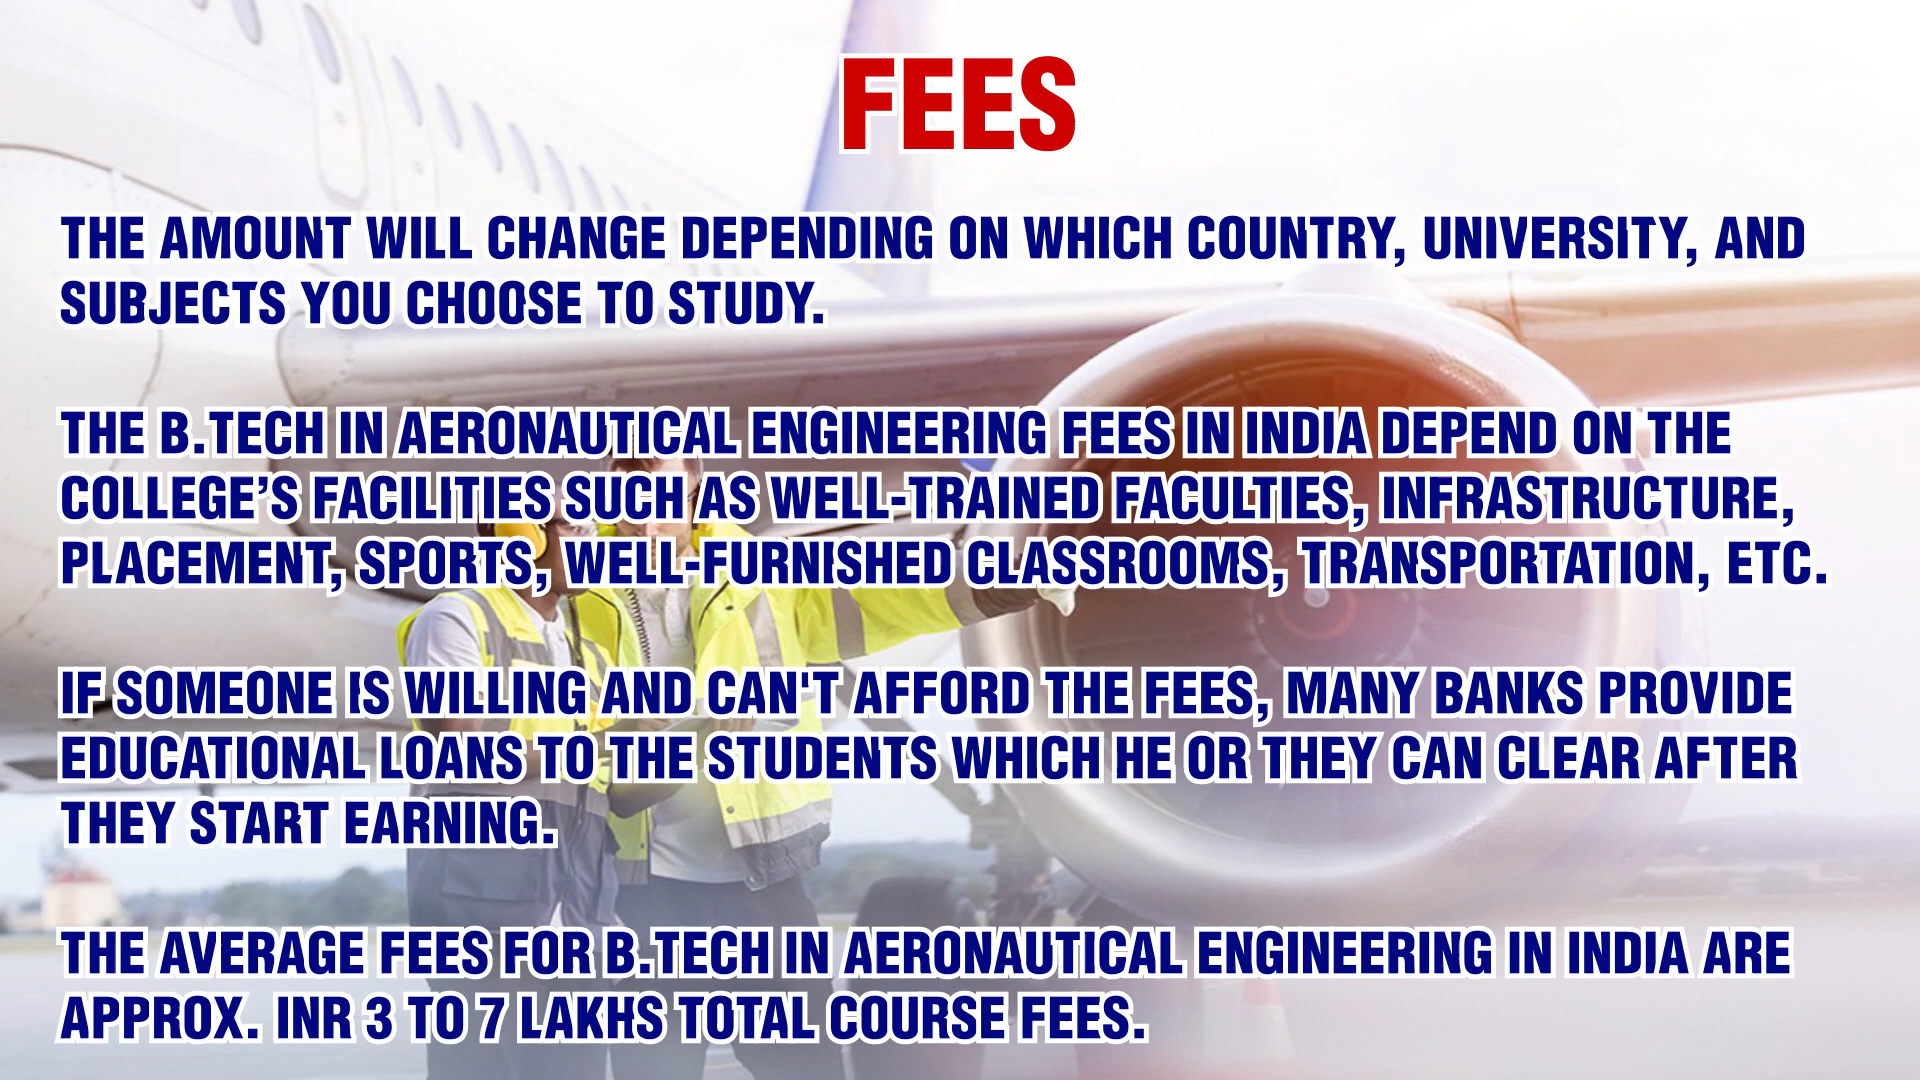 FEES
THE AMOUNT WILL CHANGE DEPENDING ON WHICH COUNTRY, UNIVERSITY, AND
SUBJECTS YOU CHOOSE TO STUDY.
THE B.TECH IN AERONAUTICAL ENGINEERING FEES IN INDIA DEPEND ON THE
COLLEGE’S FACILITIES SUCH AS WELL-TRAINED FACULTIES, INFRASTRUCTURE,
PLACEMENT, SPORTS, WELL-FURNISHED CLASSROOMS, TRANSPORTATION, ETC.
IF SOMEONE IS WILLING AND CAN'T AFFORD THE FEES, MANY BANKS PROVIDE
EDUCATIONAL LOANS TO THE STUDENTS WHICH HE OR THEY CAN CLEAR AFTER
THEY START EARNING.
THE AVERAGE FEES FOR B.TECH IN AERONAUTICAL ENGINEERING IN INDIA ARE
APPROX. INR 3 TO 7 LAKHS TOTAL COURSE FEES.